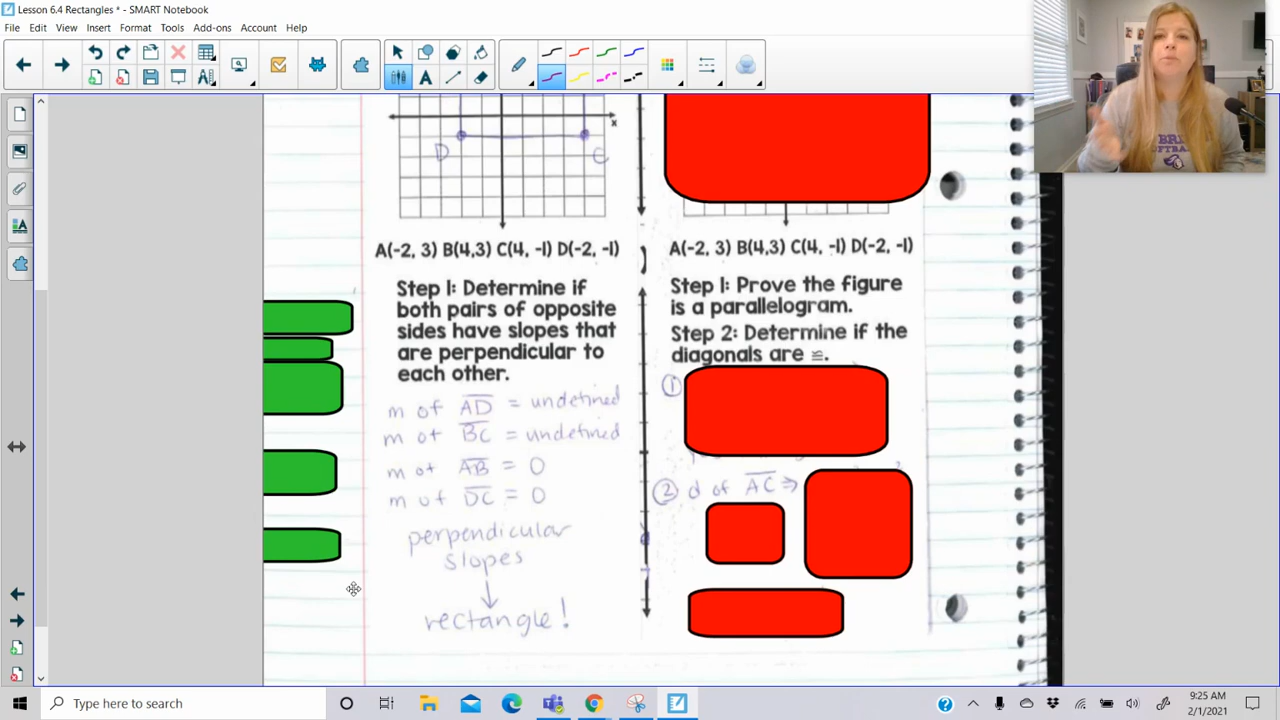 Lesson 6.4 Rectangles * - SMART Notebook
File Edit View Insert Format Tools Add-ons Account Help
D
C
x
A(-2, 3) B(4,3) C(4, -1) D(-2, -1)
Step 1: Determine if
both pairs of opposite
sides have slopes that
are perpendicular to
each other.
m of AD = undefined
m of BC = undefined
m of AB = 0
m of DC = 0
perpendicular
slopes
rectangle!
A(-2, 3) B(4,3) C(4, -1) D(-2, -1)
Step 1: Prove the figure
is a parallelogram.
Step 2: Determine if the
diagonals are ≅.
①
② d of AC ⇒
Type here to search
9:25 AM
2/1/2021